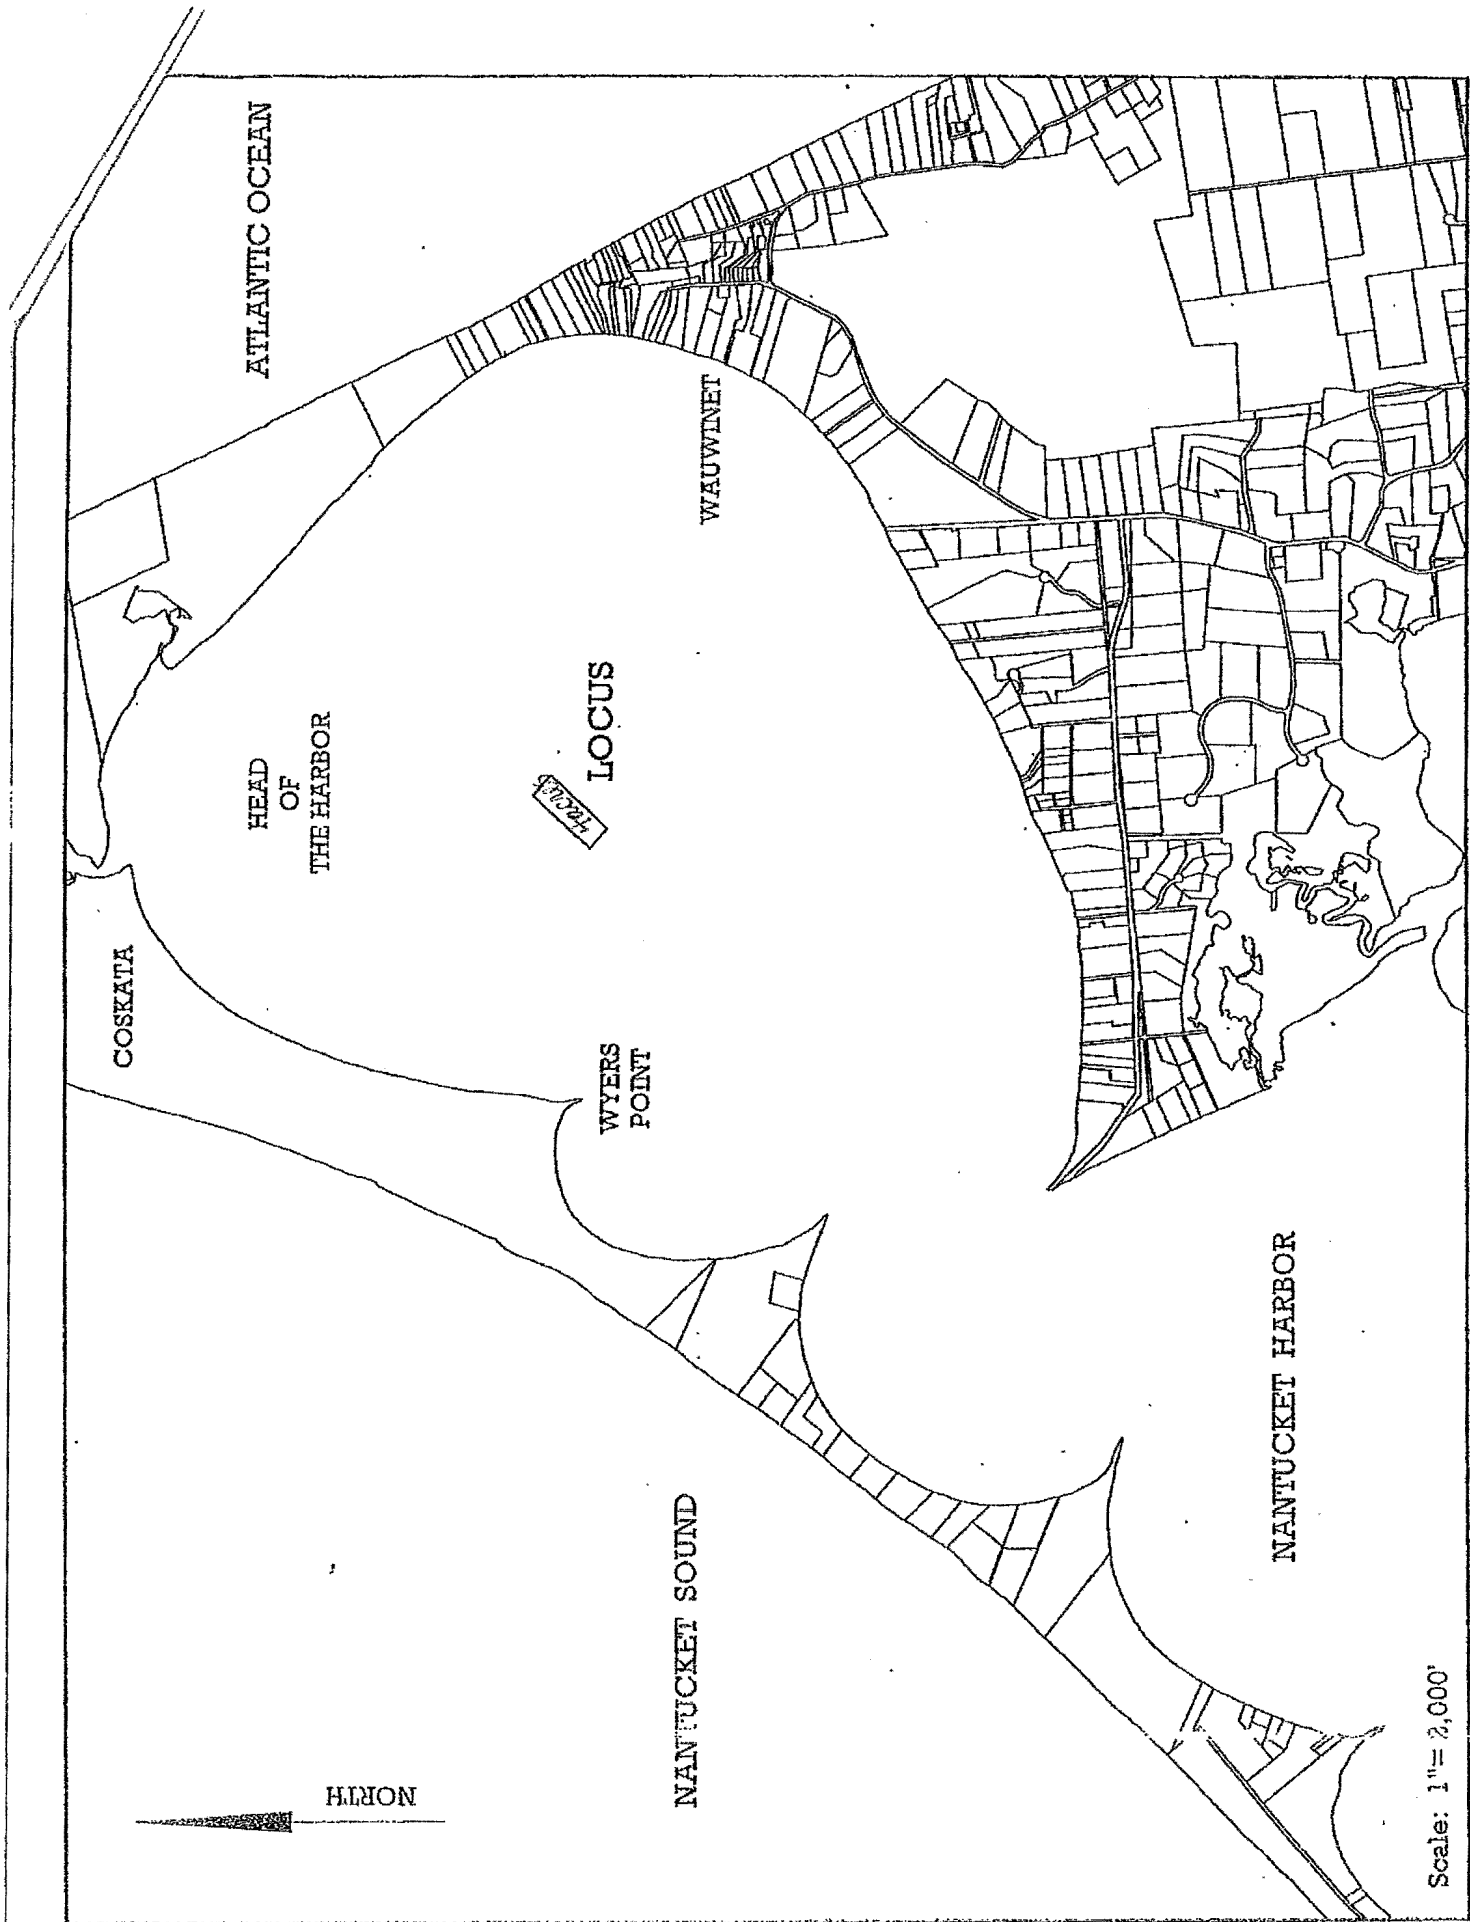 COSKATA
HEAD
OF
THE HARBOR
ATLANTIC OCEAN
NORTH
LOCUS
WYERS
POINT
NANTUCKET SOUND
WAUWINET
NANTUCKET HARBOR
Scale: 1"= 2,000'